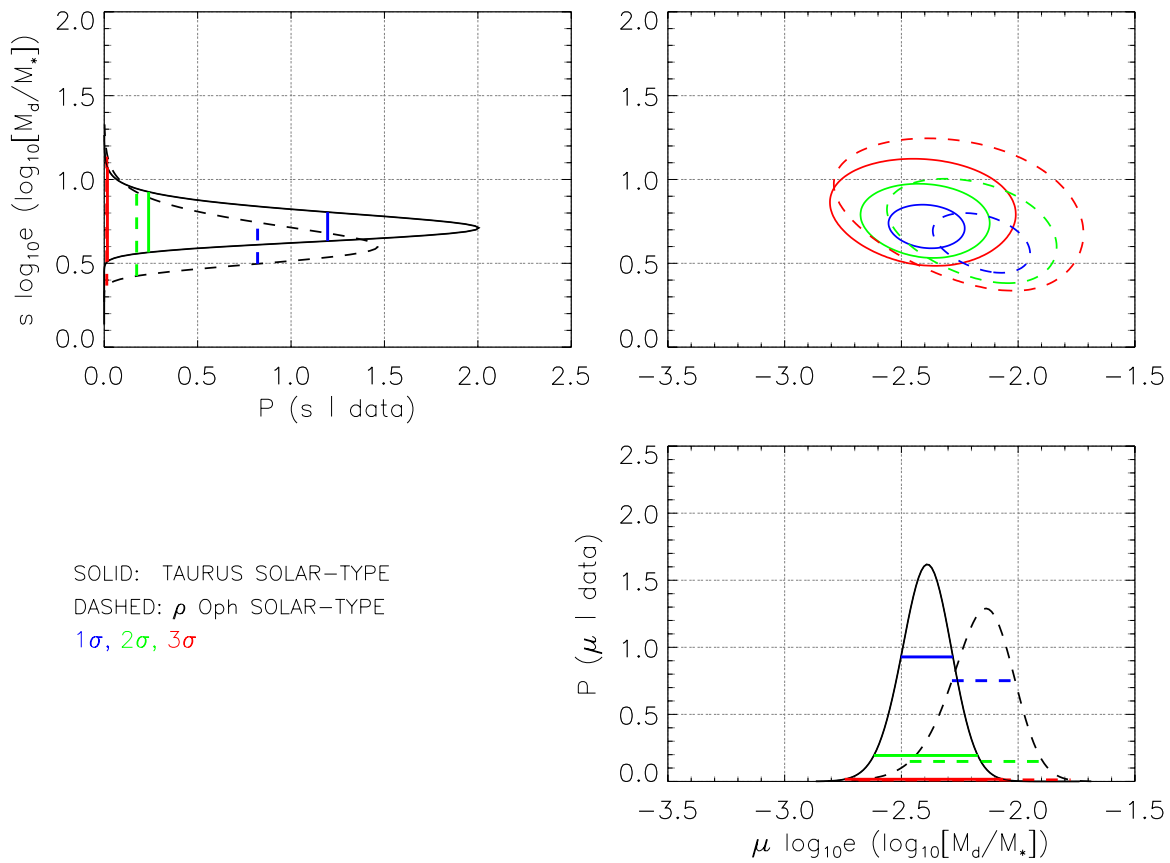 2.0
1.5
1.0
0.5
0.0
s log₁₀e (log₁₀[M_d/M_*])
0.0 0.5 1.0 1.5 2.0 2.5
P (s | data)
2.0
1.5
1.0
0.5
0.0
−3.5 −3.0 −2.5 −2.0 −1.5
SOLID: TAURUS SOLAR−TYPE
DASHED: ρ Oph SOLAR−TYPE
1σ, 2σ, 3σ
2.5
2.0
1.5
1.0
0.5
0.0
P (μ | data)
−3.5 −3.0 −2.5 −2.0 −1.5
μ log₁₀e (log₁₀[M_d/M_*])